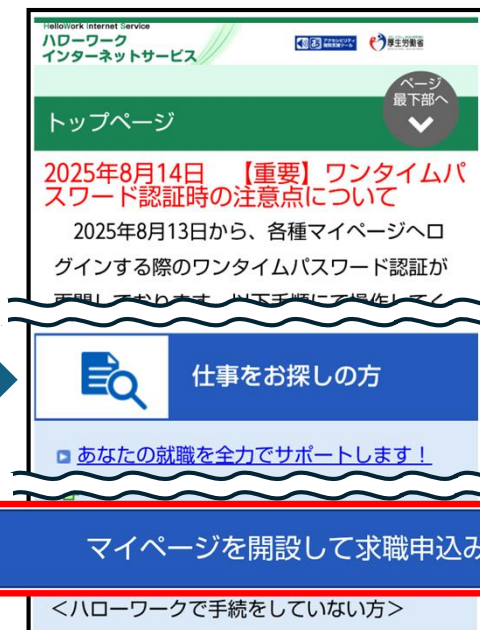 HelloWork Internet Service
ハローワーク
インターネットサービス
厚生労働省
ページ
最下部へ
トップページ
2025年8月14日 【重要】ワンタイムパ
スワード認証時の注意点について
2025年8月13日から、各種マイページへロ
グインする際のワンタイムパスワード認証が
仕事をお探しの方
あなたの就職を全力でサポートします！
マイページを開設して求職申込み
＜ハローワークで手続をしていない方＞